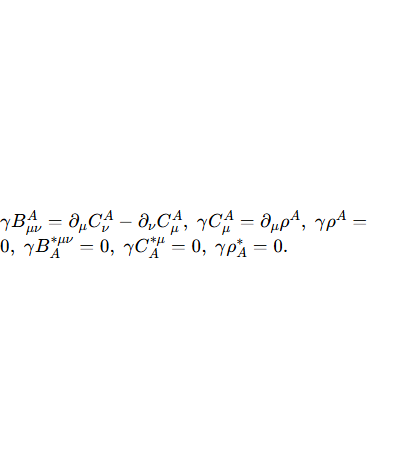 γB^A_{μν} = ∂_μC^A_ν − ∂_νC^A_μ, γC^A_μ = ∂_μρ^A, γρ^A =
0, γB^{*μν}_A = 0, γC^{*μ}_A = 0, γρ^*_A = 0.